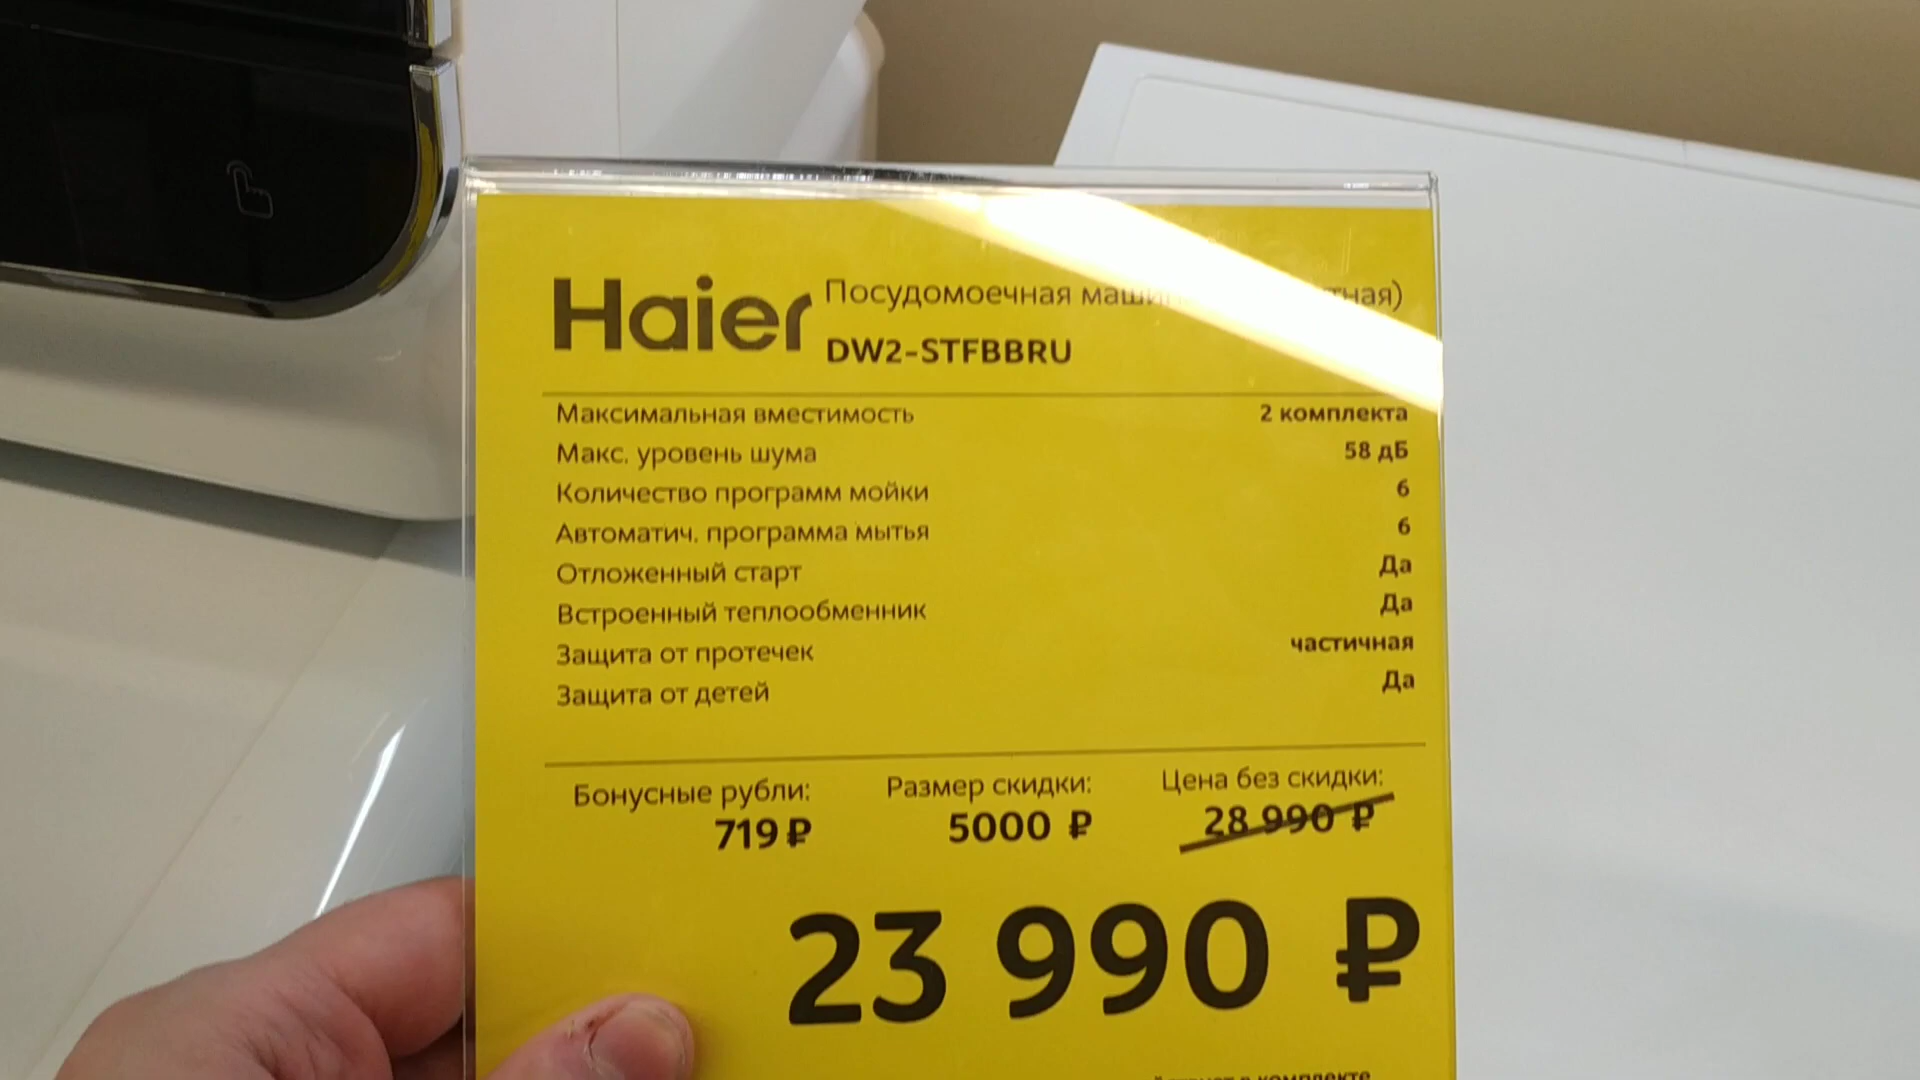 Haier Посудомоечная
DW2-STFBBRU
Максимальная вместимость 2 комплекта
Макс. уровень шума 58 дБ
Количество программ мойки 6
Автоматич. программа мытья 6
Отложенный старт Да
Встроенный теплообменник Да
Защита от протечек частичная
Защита от детей Да
Бонусные рубли: Размер скидки: Цена без скидки:
719 ₽ 5000 ₽ 28 990 ₽
23 990 ₽
в комплекте